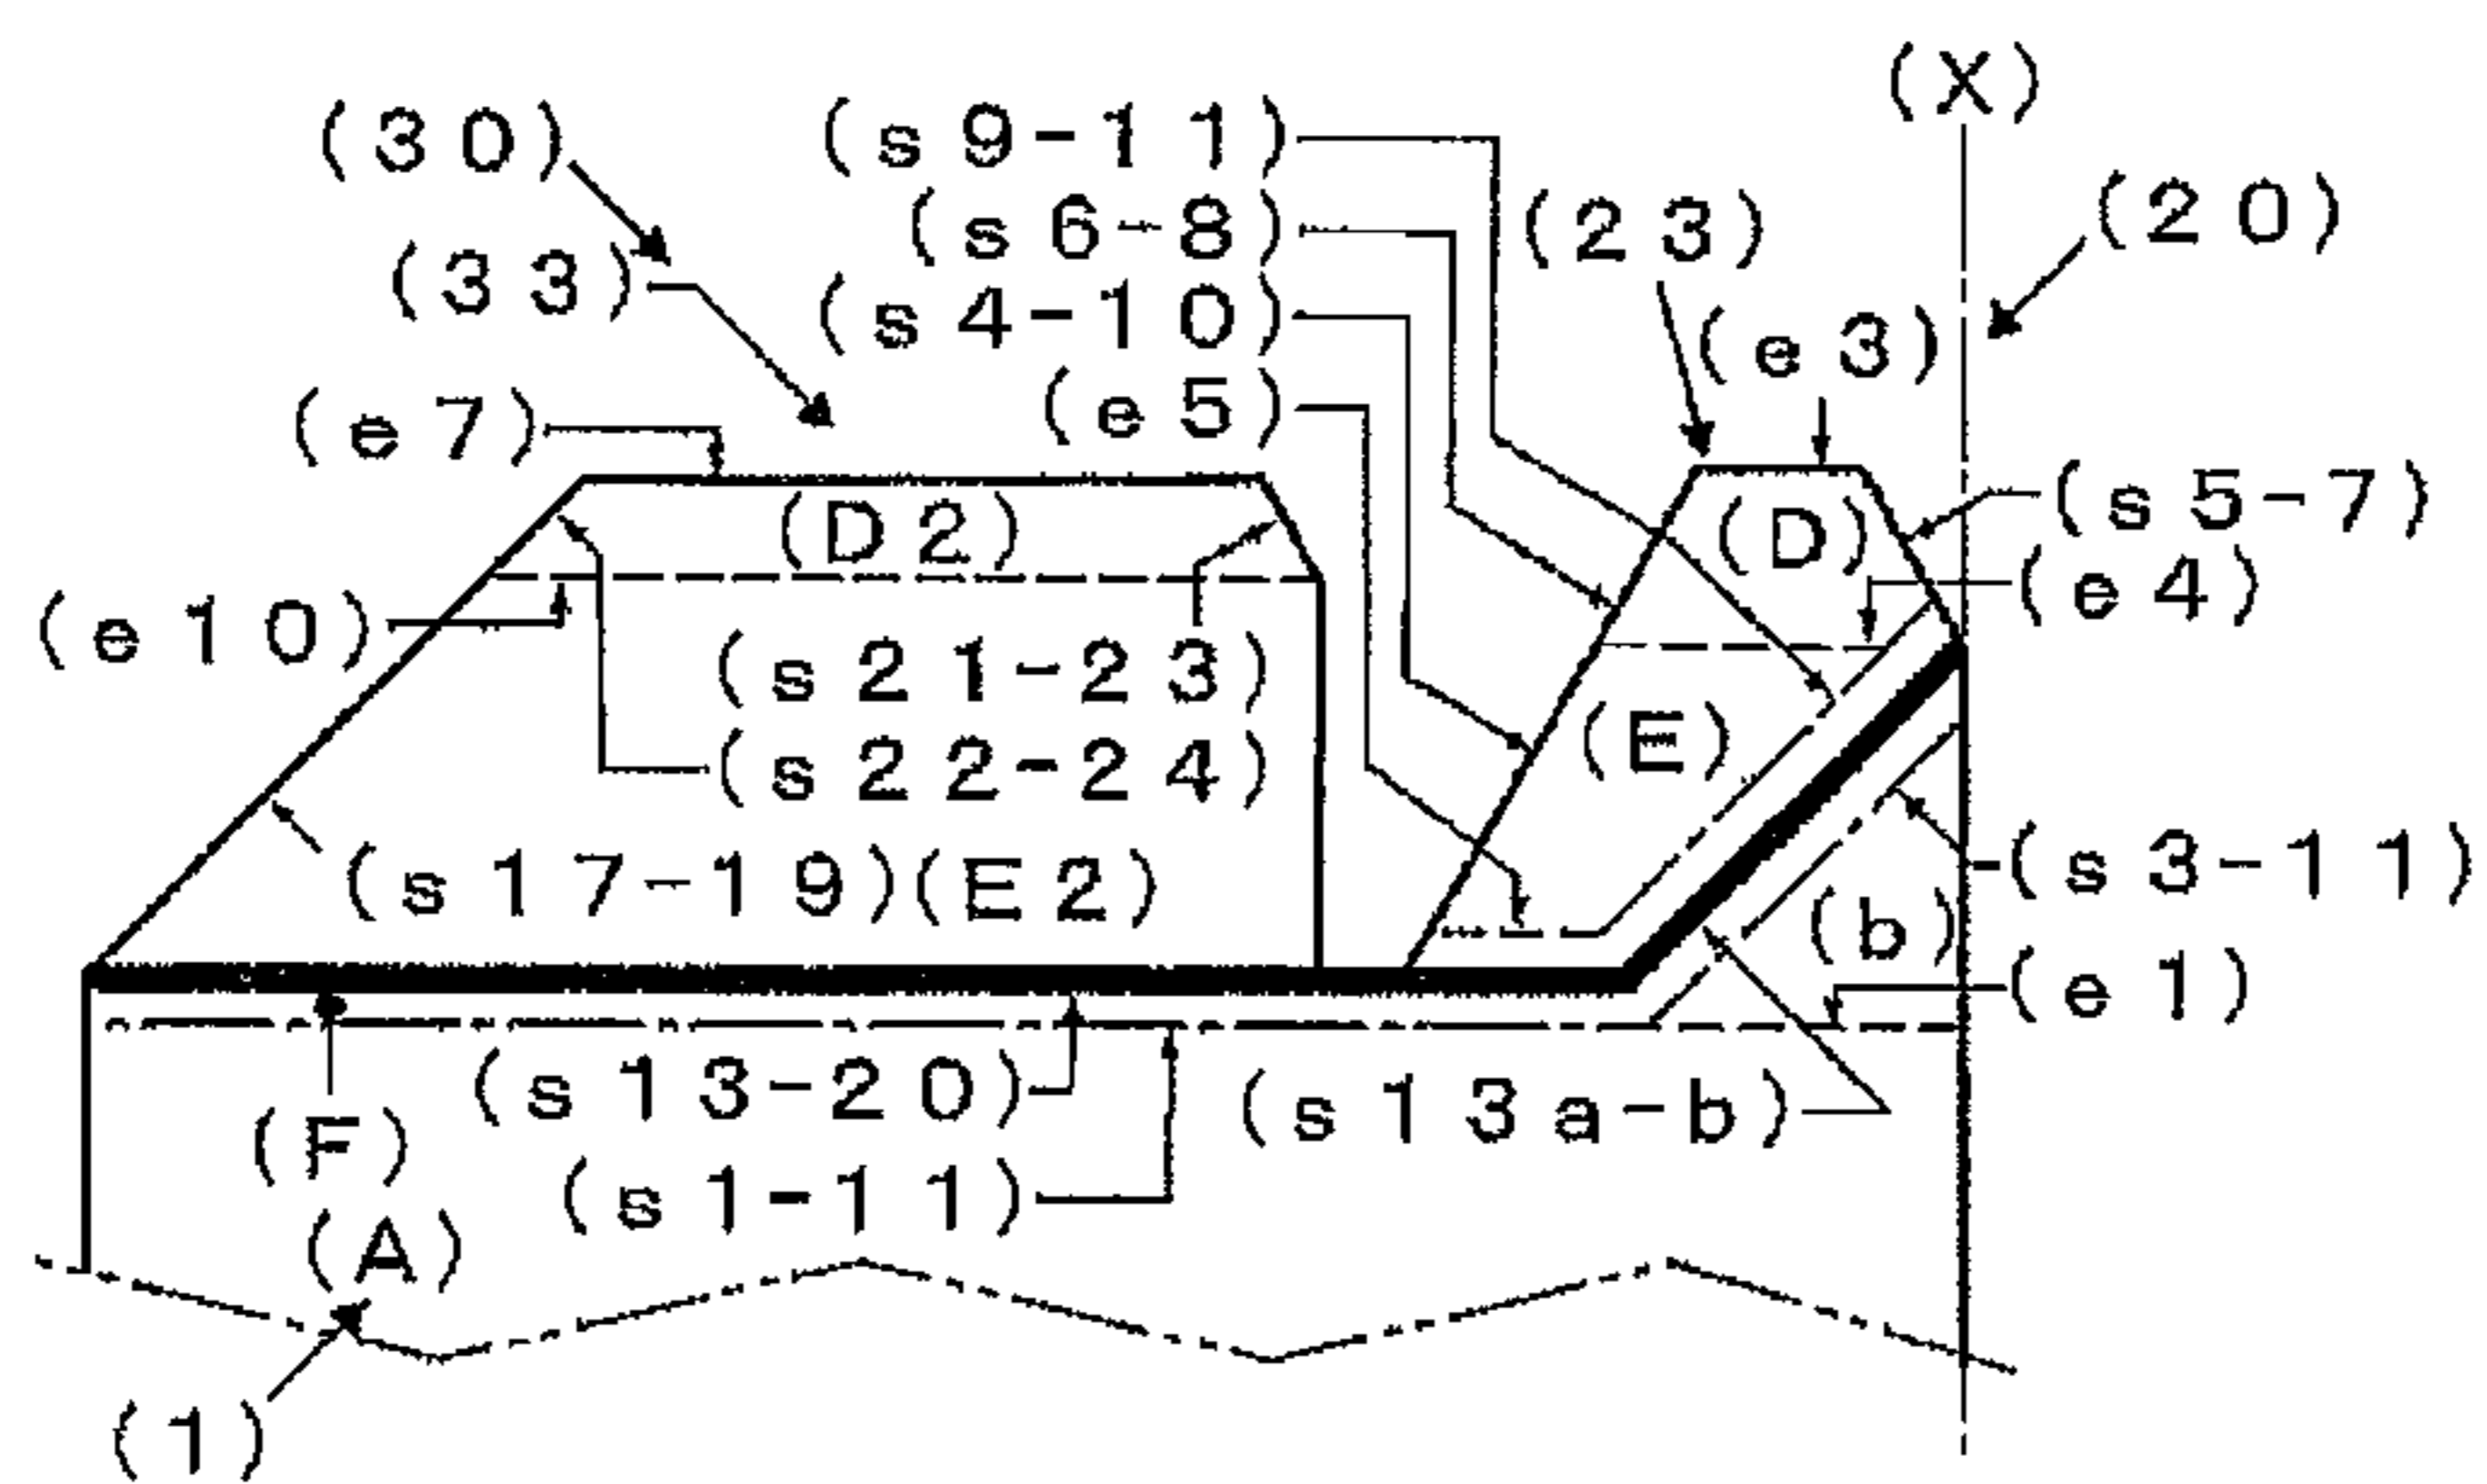 (X)
(30)
(s9-11)
(20)
(s6-8)
(23)
(33)
(s4-10)
(e3)
(e7)
(e5)
(D2)
(D)
(s5-7)
(e4)
(e10)
(s21-23)
(E)
(s22-24)
(s17-19)(E2)
(s3-11)
(b)
(e1)
(s13-20)
(s13a-b)
(F)
(s1-11)
(A)
(1)